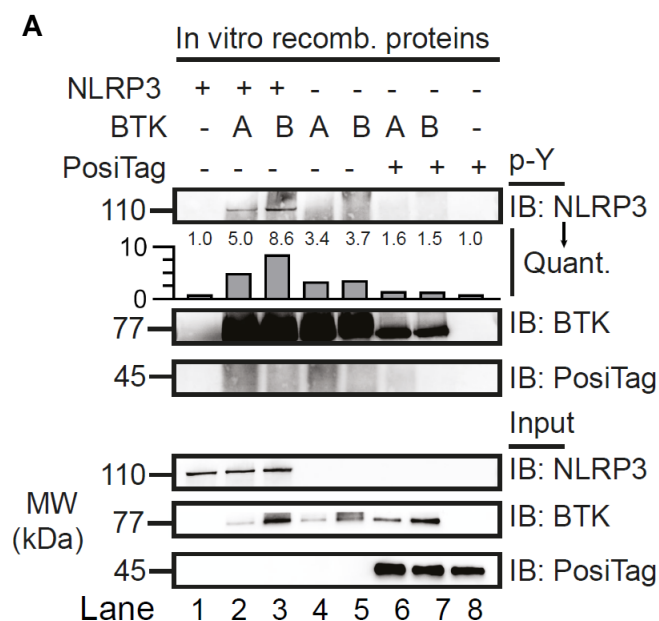 A
In vitro recomb. proteins
NLRP3 + + + - - - - -
BTK - A B A B A B -
PosiTag - - - - - + + +
p-Y
110 IB: NLRP3
1.0 5.0 8.6 3.4 3.7 1.6 1.5 1.0
10
0
Quant.
77 IB: BTK
45 IB: PosiTag
Input
110 IB: NLRP3
MW
(kDa)
77 IB: BTK
45 IB: PosiTag
Lane 1 2 3 4 5 6 7 8